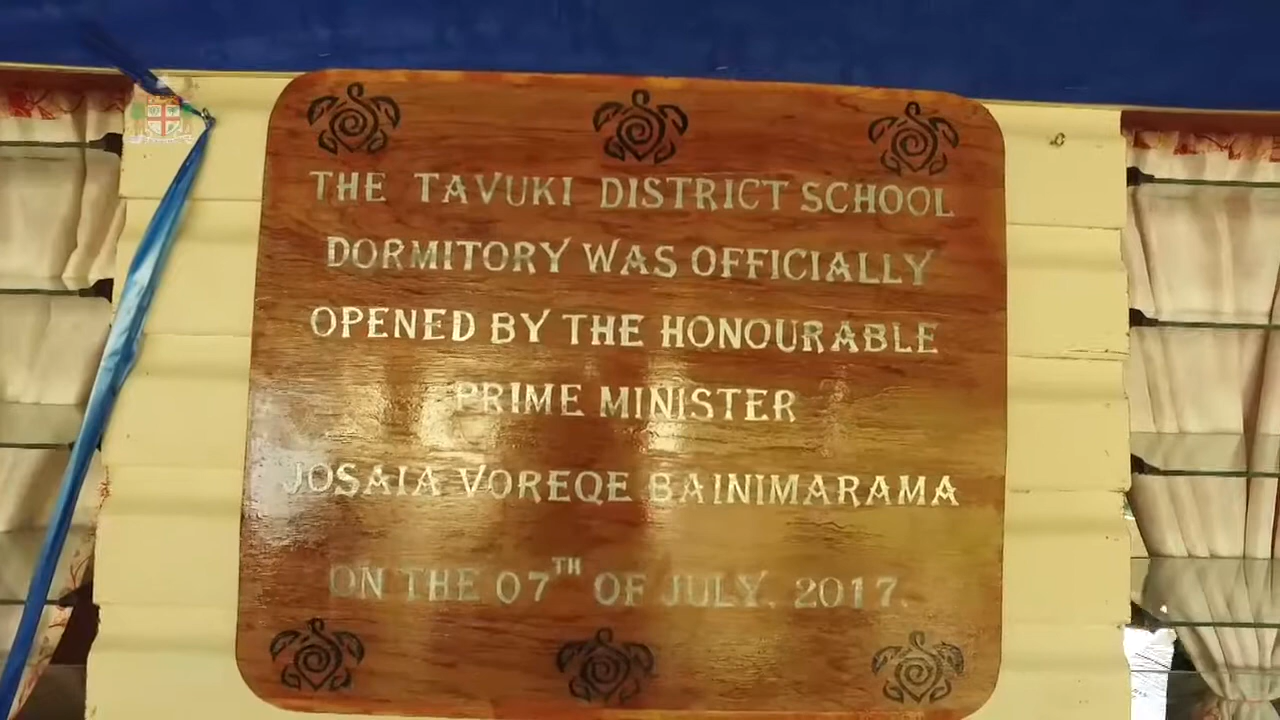 THE TAVUKI DISTRICT SCHOOL
DORMITORY WAS OFFICIALLY
OPENED BY THE HONOURABLE
PRIME MINISTER
JOSAIA VOREQE BAINIMARAMA
ON THE 07TH OF JULY. 2017.